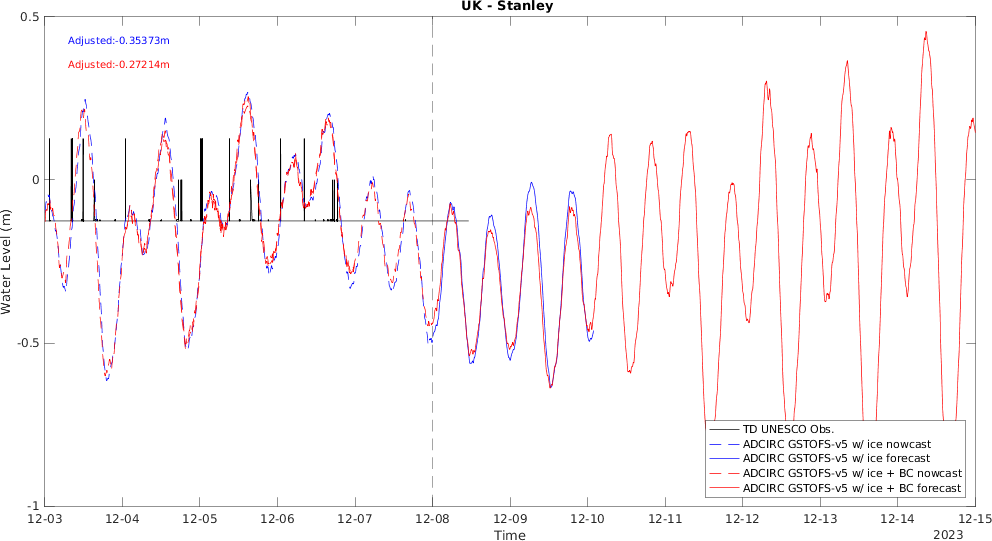 UK - Stanley
Adjusted:-0.35373m
Adjusted:-0.27214m
0.5
0
-0.5
-1
Water Level (m)
TD UNESCO Obs.
ADCIRC GSTOFS-v5 w/ ice nowcast
ADCIRC GSTOFS-v5 w/ ice forecast
ADCIRC GSTOFS-v5 w/ ice + BC nowcast
ADCIRC GSTOFS-v5 w/ ice + BC forecast
12-03 12-04 12-05 12-06 12-07 12-08 12-09 12-10 12-11 12-12 12-13 12-14 12-15
Time
2023